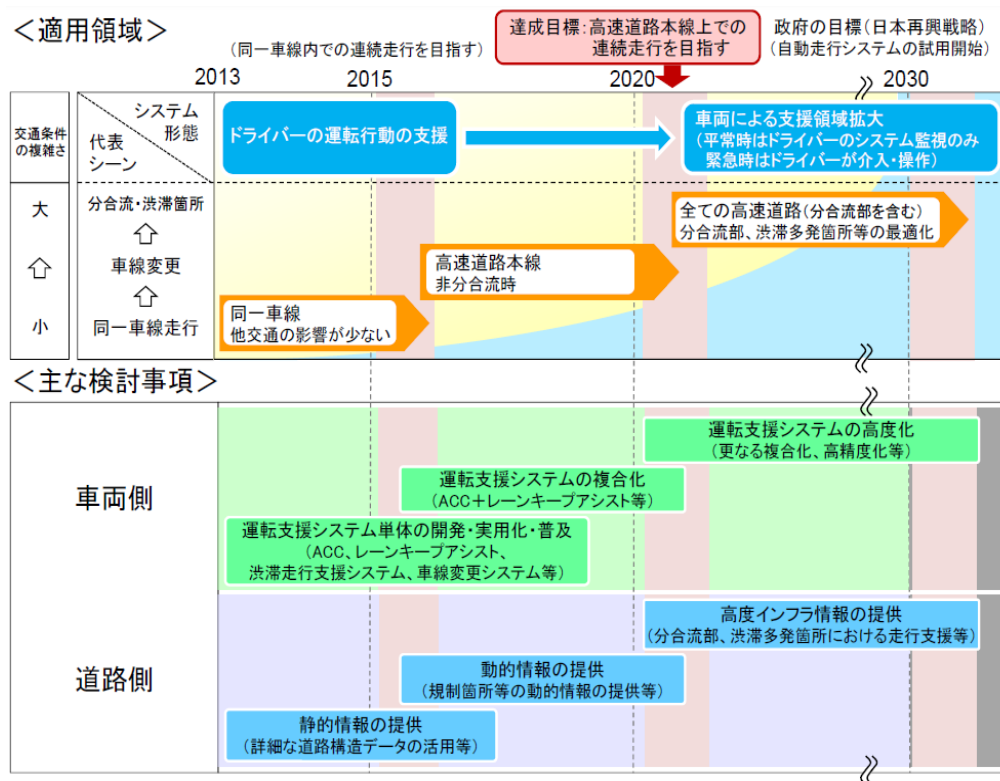 ＜適用領域＞
(同一車線内での連続走行を目指す)
達成目標：高速道路本線上での
連続走行を目指す
政府の目標（日本再興戦略）
(自動走行システムの試用開始)
2013
2015
2020
2030
交通条件
の複雑さ
システム
形態
代表
シーン
ドライバーの運転行動の支援
車両による支援領域拡大
(平常時はドライバーのシステム監視のみ
緊急時はドライバーが介入・操作)
大
小
分合流・渋滞箇所
車線変更
同一車線走行
全ての高速道路(分合流部を含む)
分合流部、渋滞多発箇所等の最適化
高速道路本線
非分合流時
同一車線
他交通の影響が少ない
＜主な検討事項＞
車両側
運転支援システムの高度化
(更なる複合化、高精度化等)
運転支援システムの複合化
(ACC＋レーンキープアシスト等)
運転支援システム単体の開発・実用化・普及
(ACC、レーンキープアシスト、
渋滞走行支援システム、車線変更システム等)
道路側
高度インフラ情報の提供
(分合流部、渋滞多発箇所における走行支援等)
動的情報の提供
(規制箇所等の動的情報の提供等)
静的情報の提供
(詳細な道路構造データの活用等)